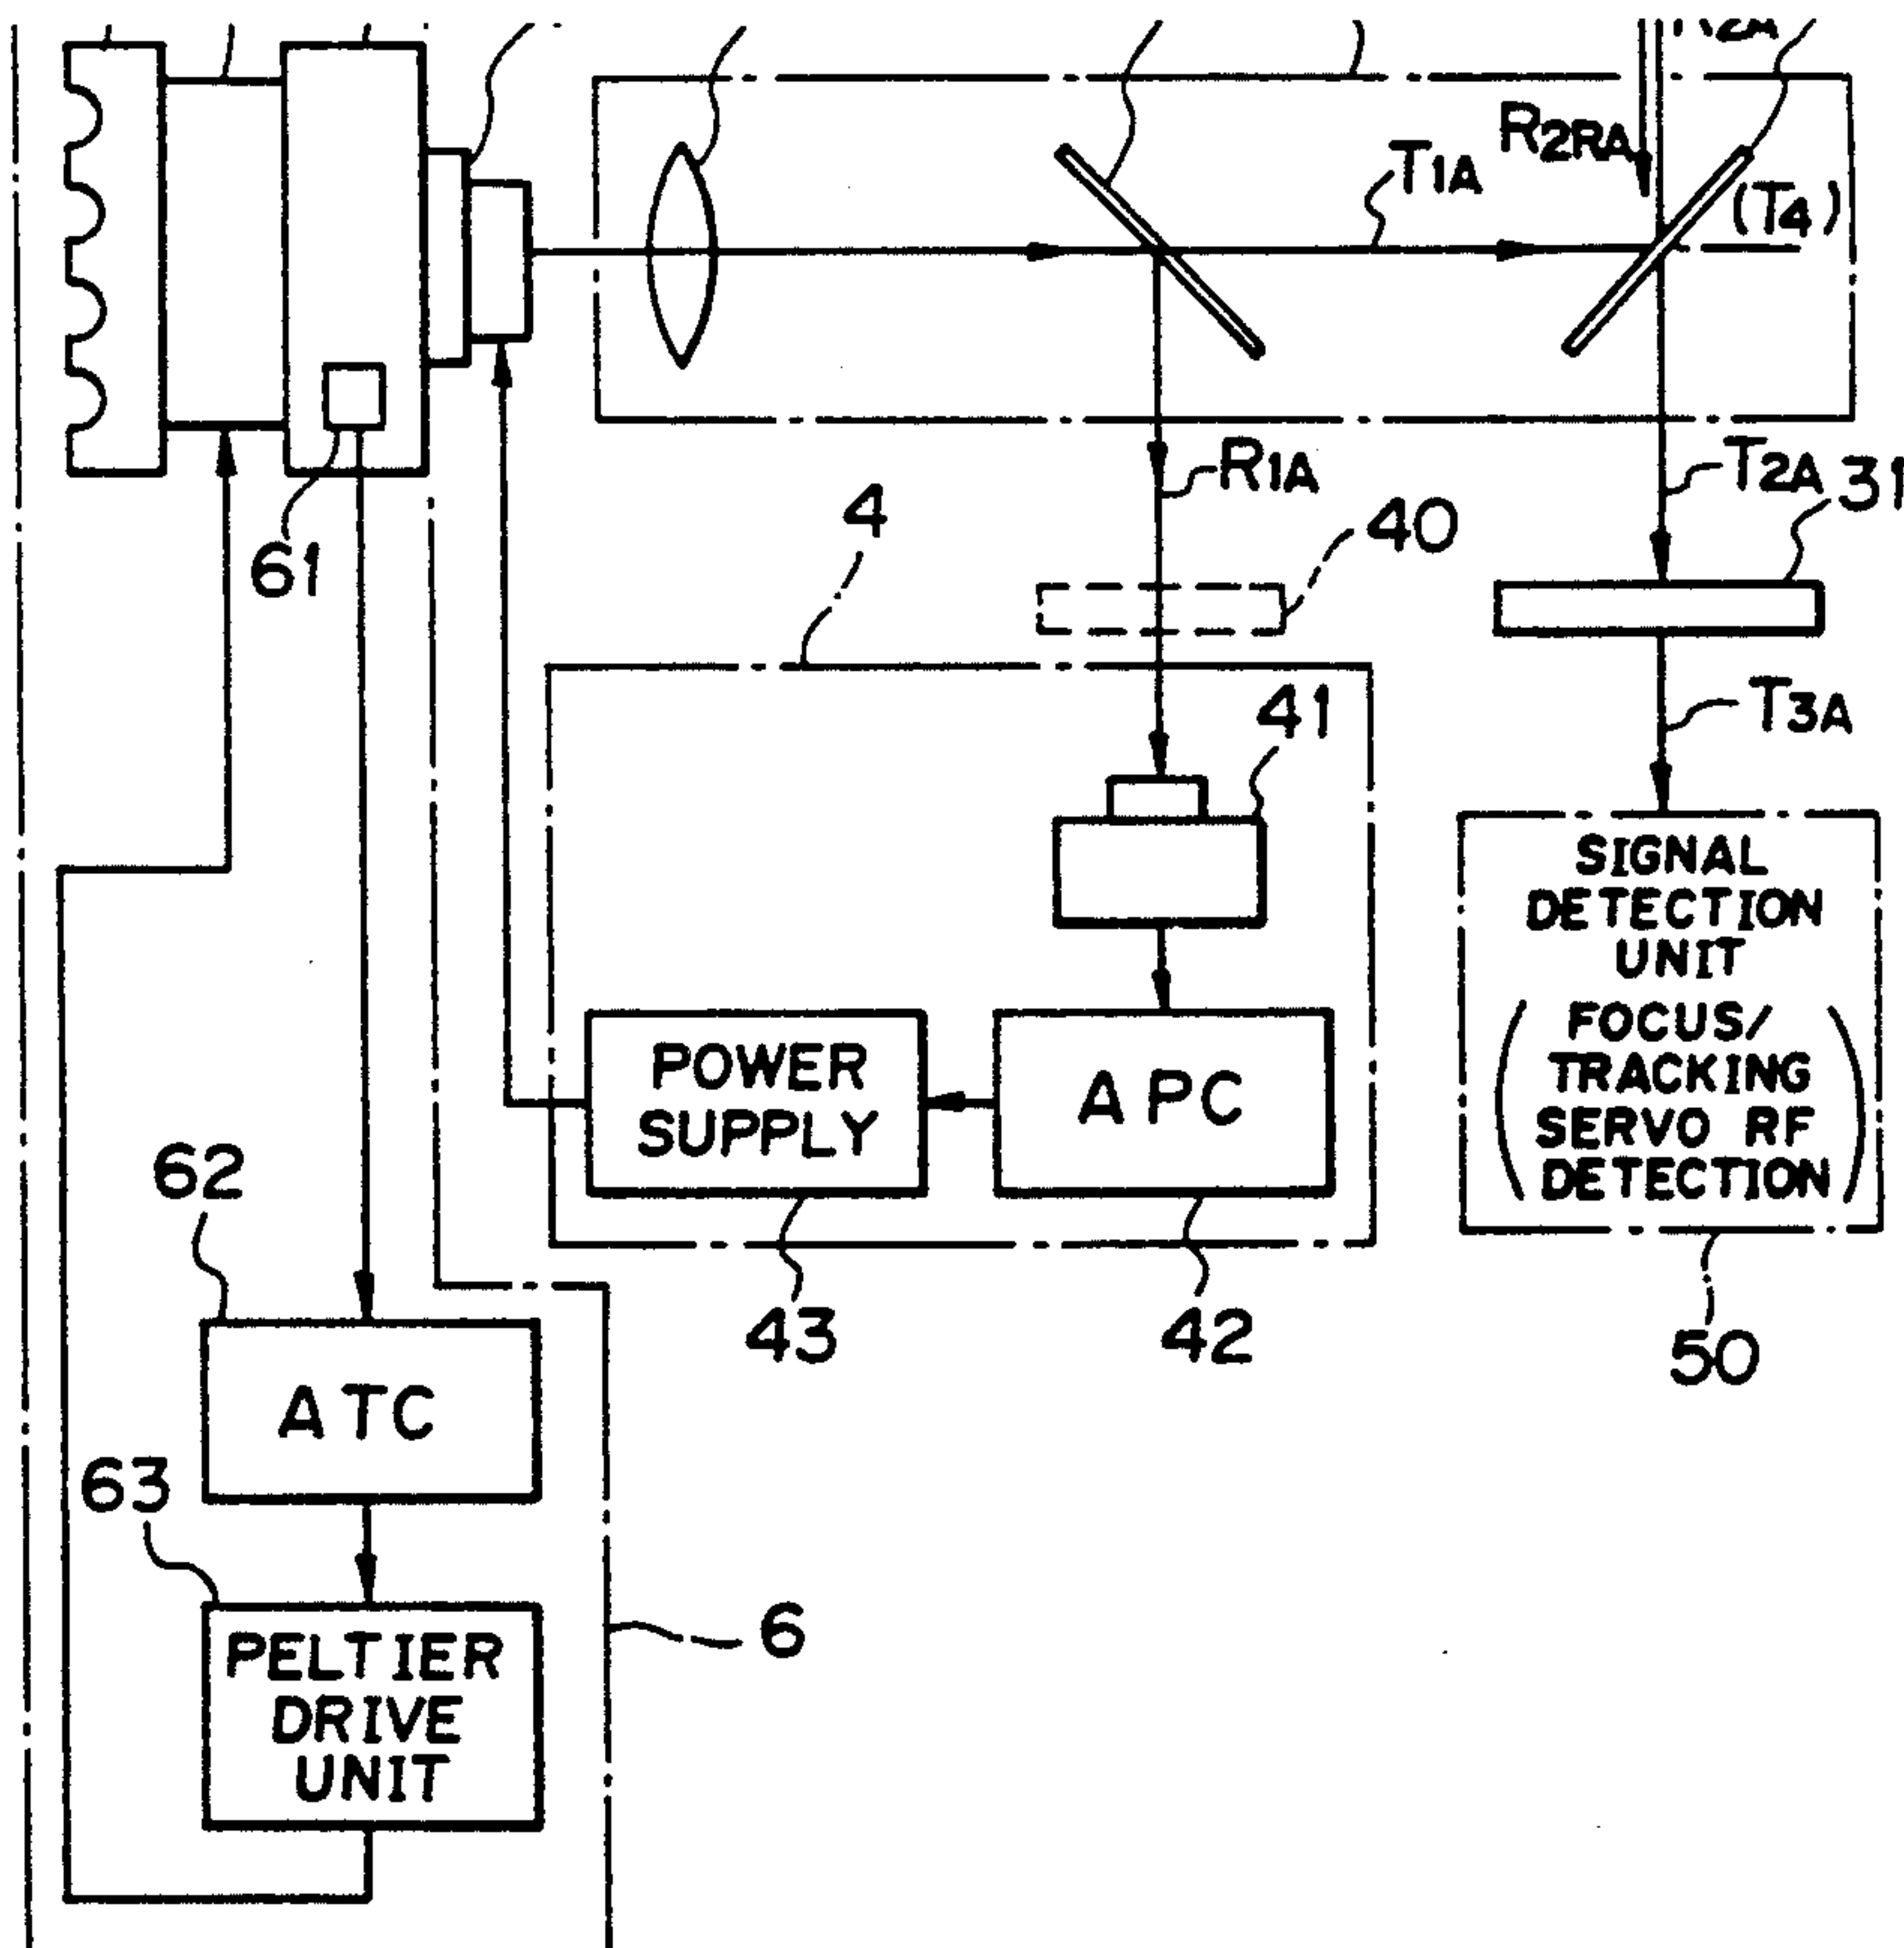 R2RA
T1A
(T4)
R1A
T2A
31
4
40
61
41
T3A
SIGNAL
DETECTION
UNIT
(FOCUS/
TRACKING
SERVO RF
DETECTION)
POWER
SUPPLY
APC
62
43
42
50
ATC
63
6
PELTIER
DRIVE
UNIT